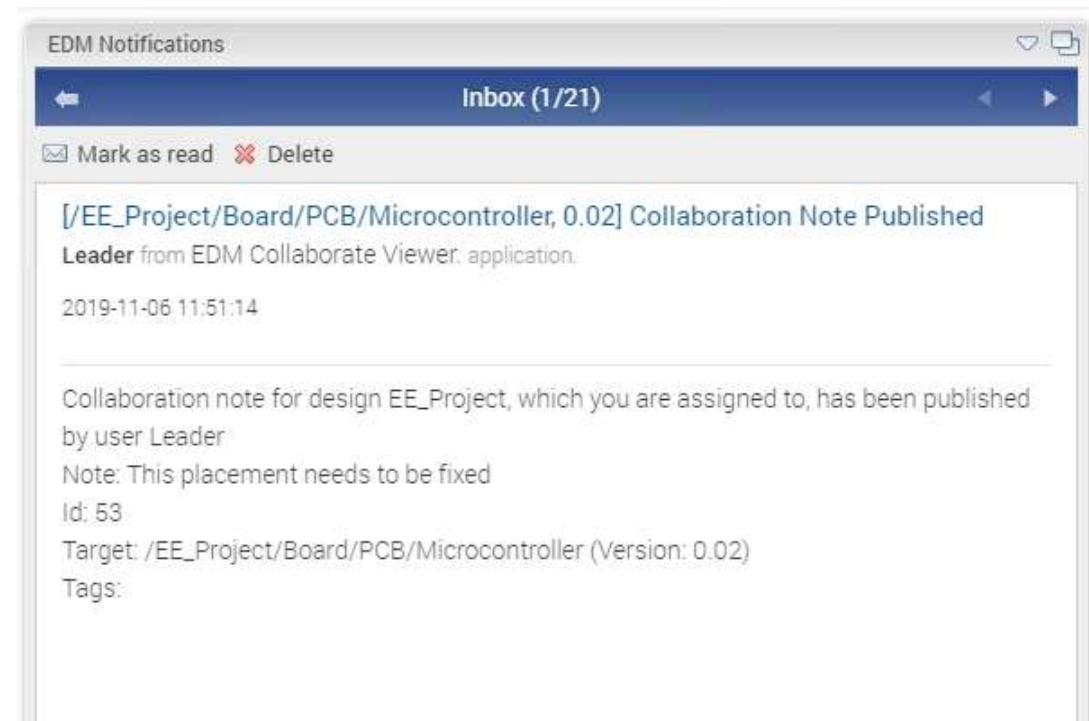 EDM Notifications
Inbox (1/21)
Mark as read Delete
[/EE_Project/Board/PCB/Microcontroller, 0.02] Collaboration Note Published
Leader from EDM Collaborate Viewer. application.
2019-11-06 11:51:14
Collaboration note for design EE_Project, which you are assigned to, has been published
by user Leader
Note: This placement needs to be fixed
Id: 53
Target: /EE_Project/Board/PCB/Microcontroller (Version: 0.02)
Tags: